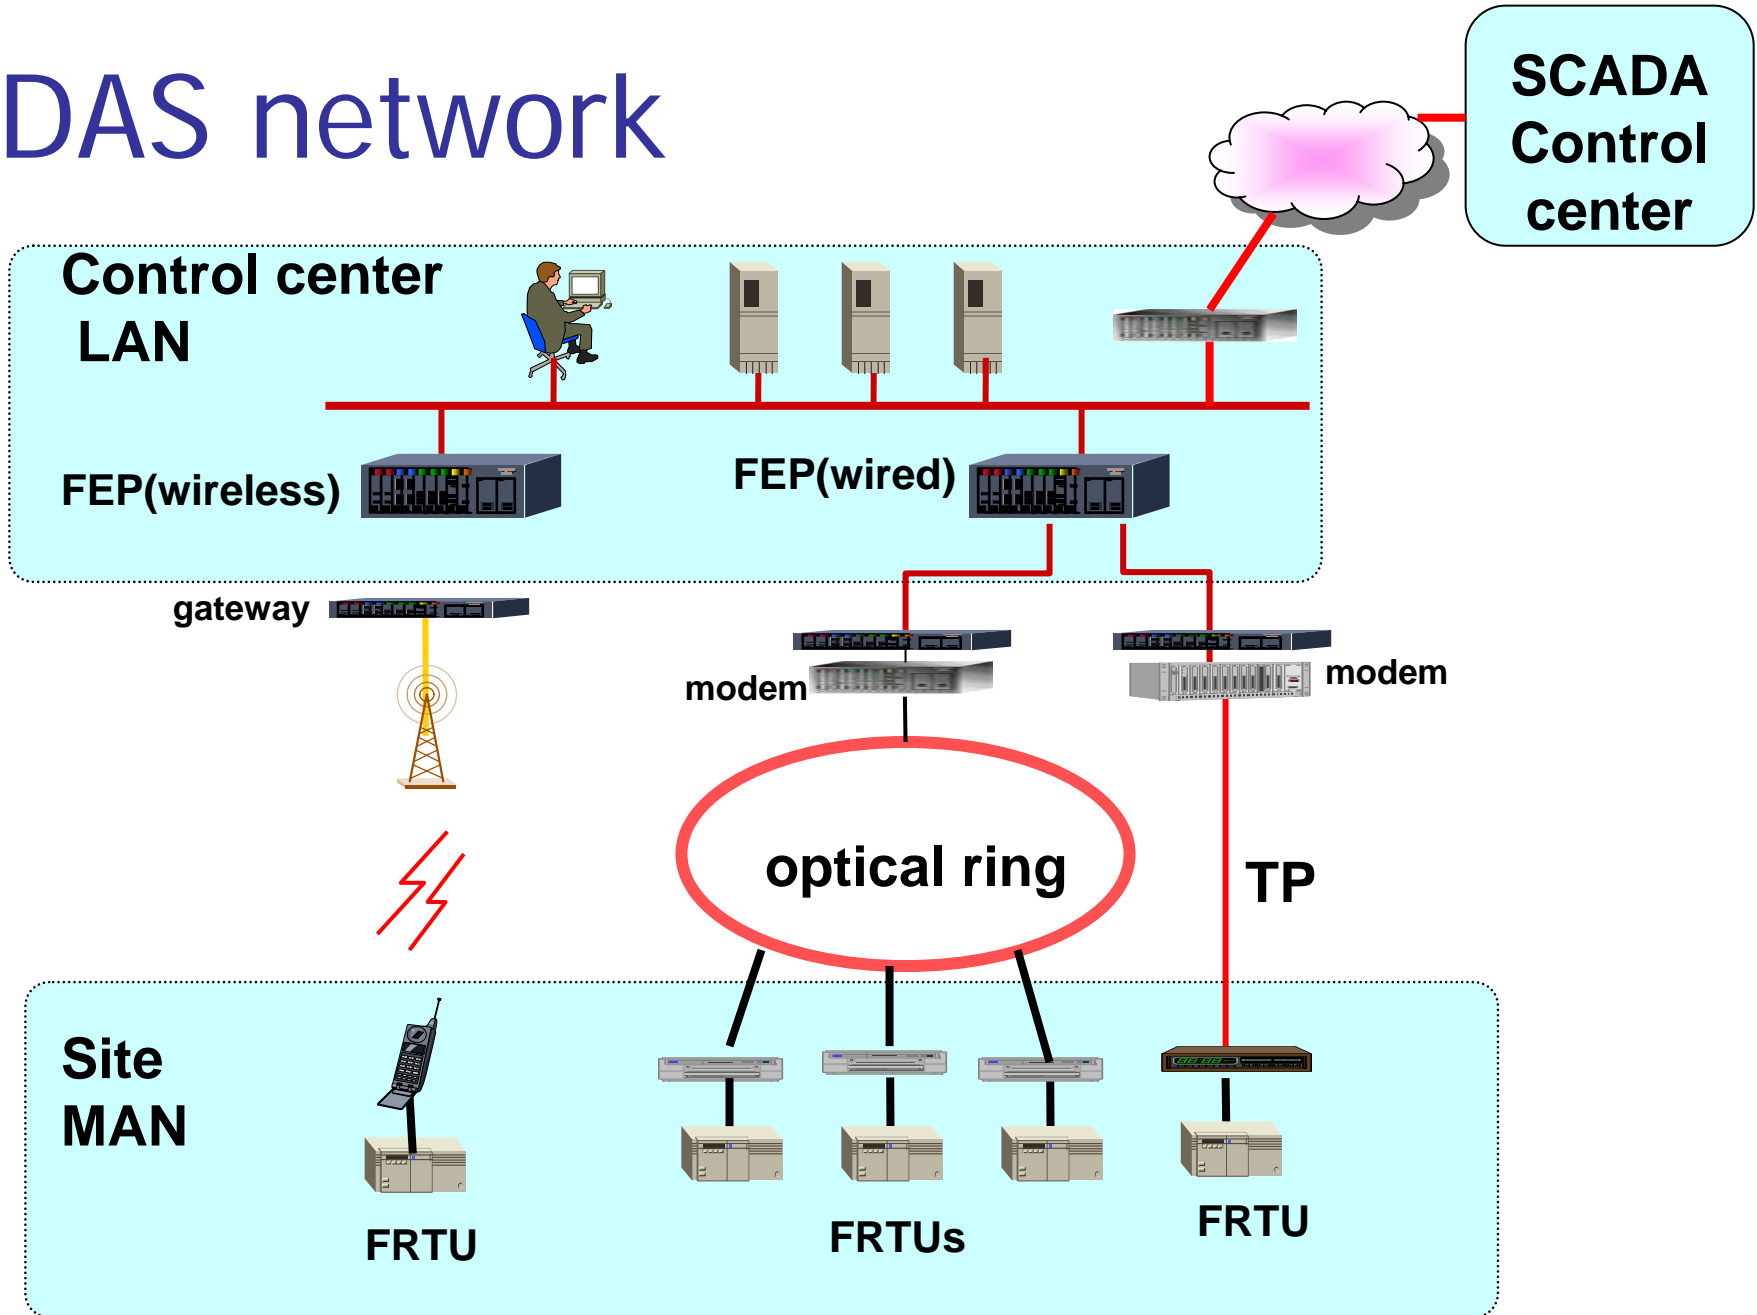 DAS network
SCADA
Control
center
Control center
LAN
FEP(wireless)
FEP(wired)
gateway
modem
modem
optical ring
TP
Site
MAN
FRTU
FRTUs
FRTU